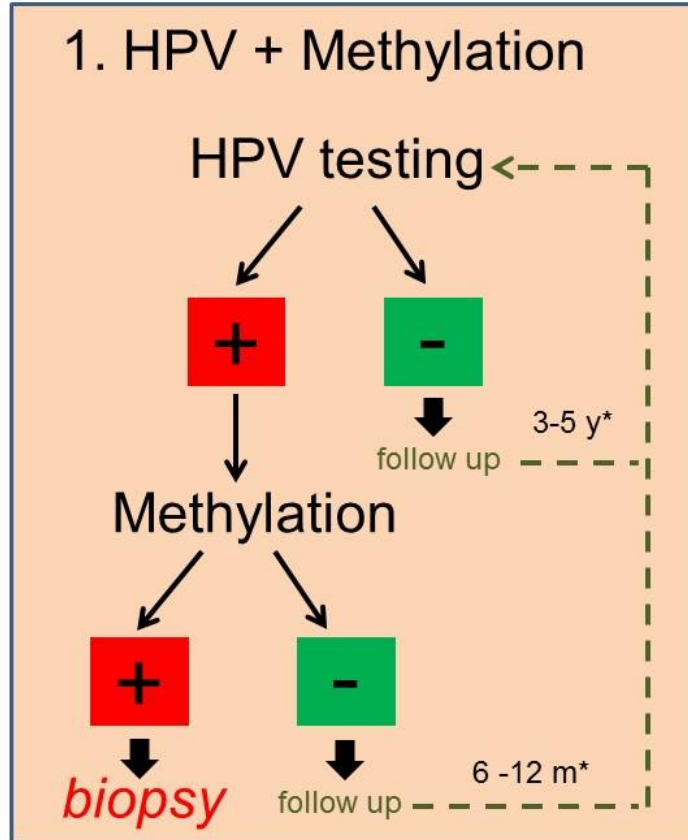 1. HPV + Methylation
HPV testing
+
-
3-5 y*
follow up
Methylation
+
-
6 -12 m*
biopsy
follow up